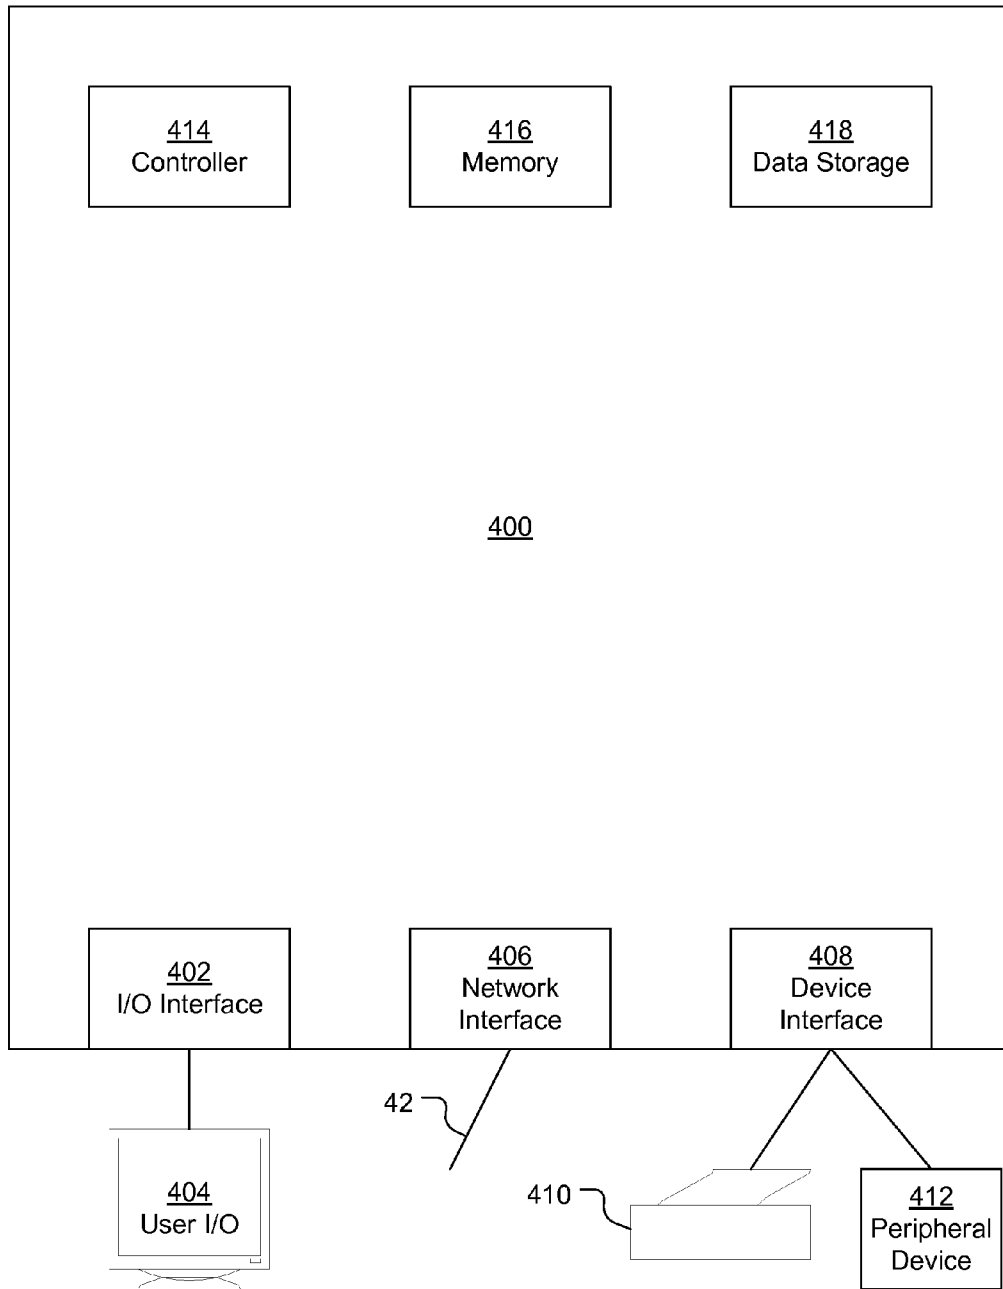 414
Controller
416
Memory
418
Data Storage
400
402
I/O Interface
406
Network
Interface
408
Device
Interface
42
404
User I/O
410
412
Peripheral
Device